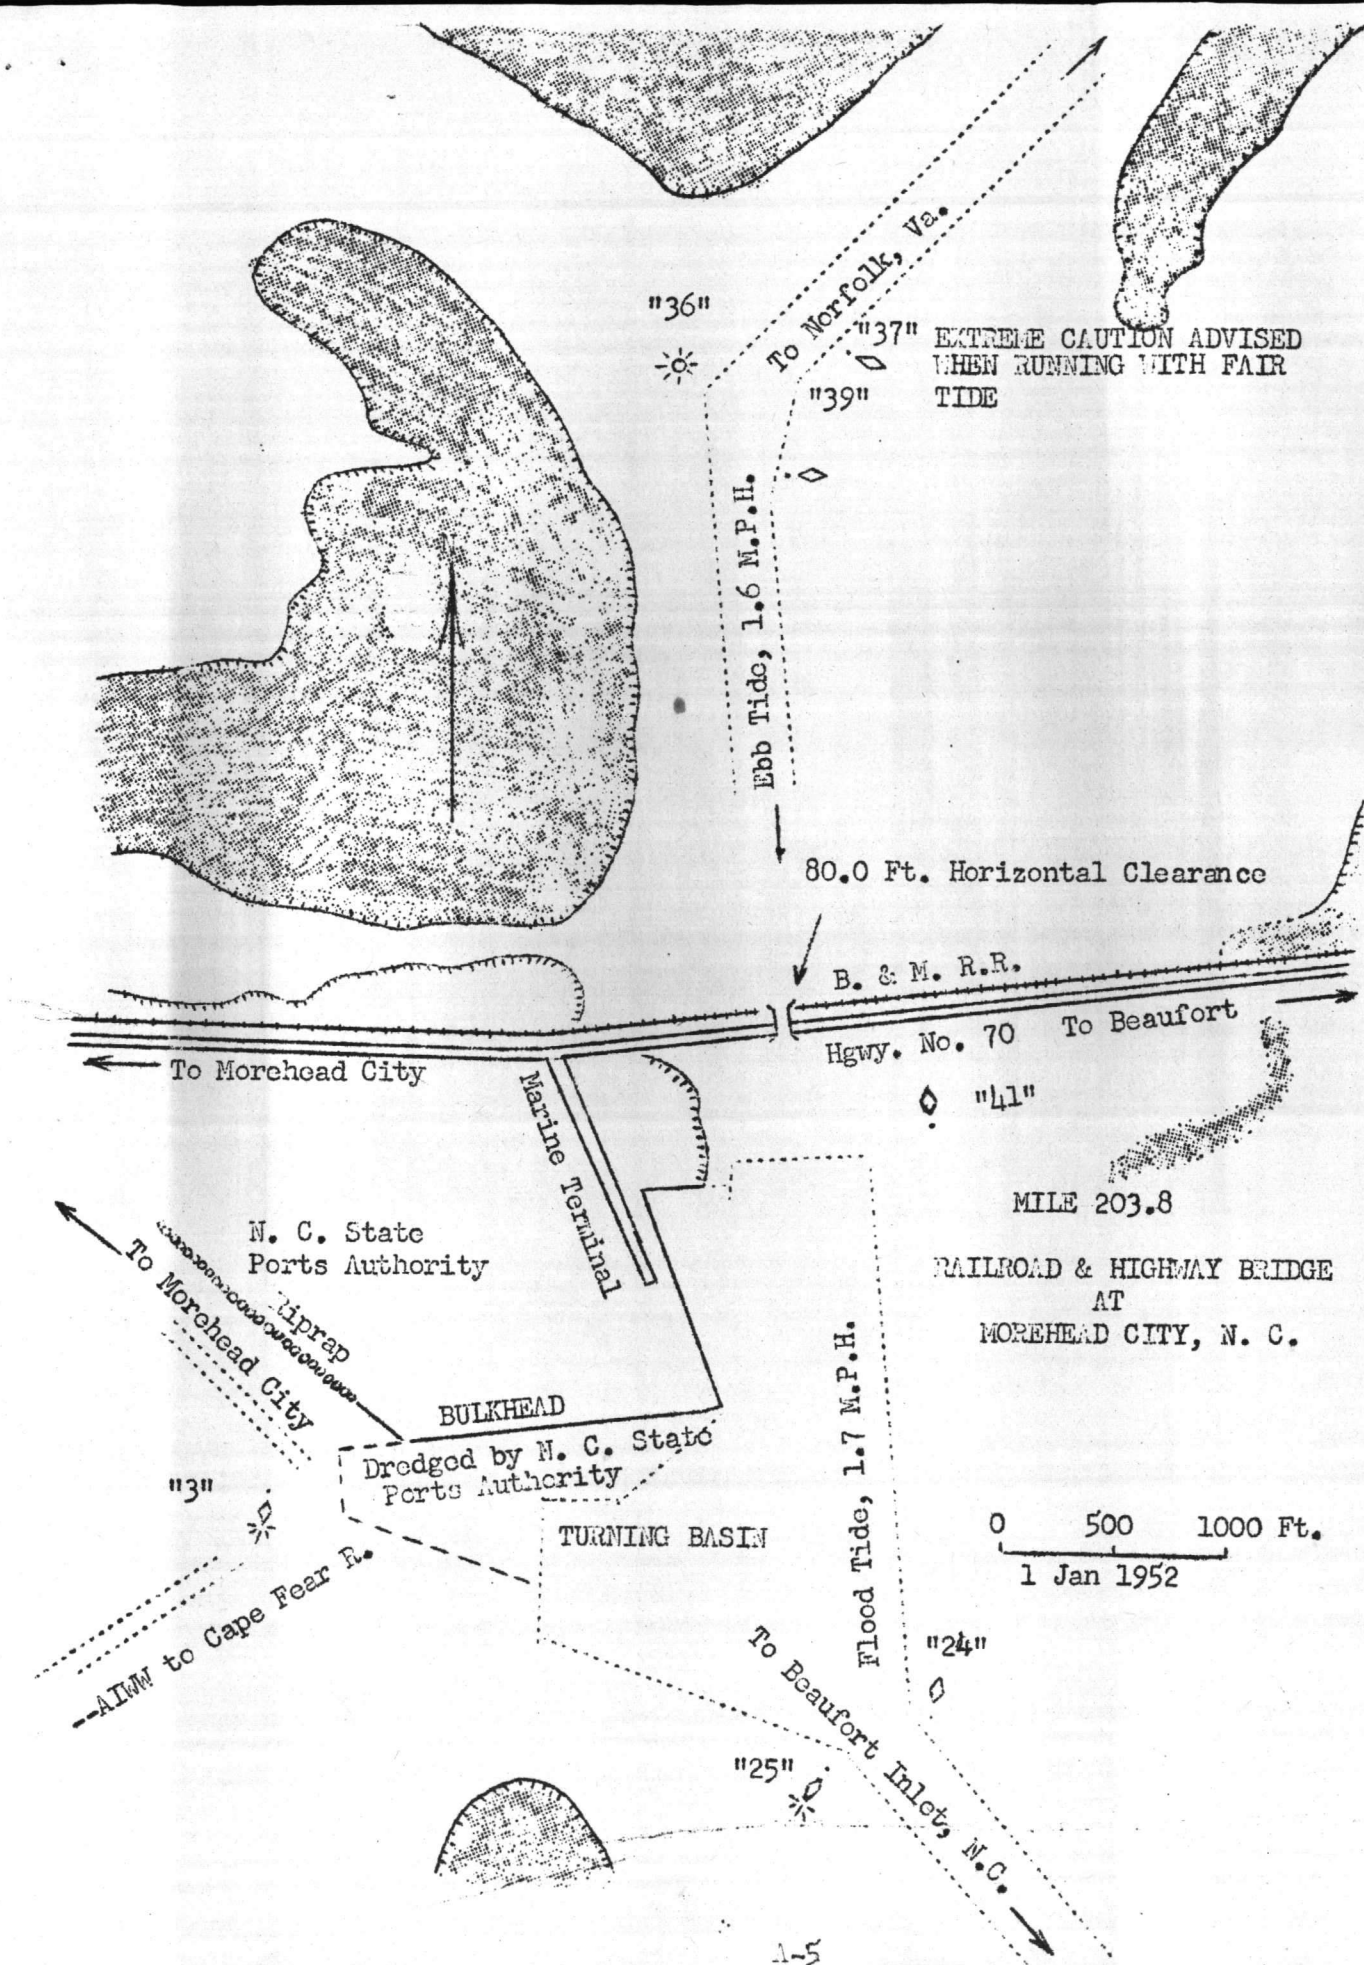 To Norfolk, Va.
"36"
"37"
EXTREME CAUTION ADVISED
WHEN RUNNING WITH FAIR
TIDE
"39"
Ebb Tide, 1.6 M.P.H.
80.0 Ft. Horizontal Clearance
B. & M. R.R.
To Beaufort
Hgwy. No. 70
To Morehead City
"41"
Marine Terminal
MILE 203.8
N. C. State
Ports Authority
RAILROAD & HIGHWAY BRIDGE
AT
MOREHEAD CITY, N. C.
Riprap
To Morehead City
BULKHEAD
Dredged by N. C. State
Ports Authority
"3"
TURNING BASIN
Flood Tide, 1.7 M.P.H.
0 500 1000 Ft.
1 Jan 1952
--AIWW to Cape Fear R.
"24"
To Beaufort Inlet, N.C.
"25"
A-5